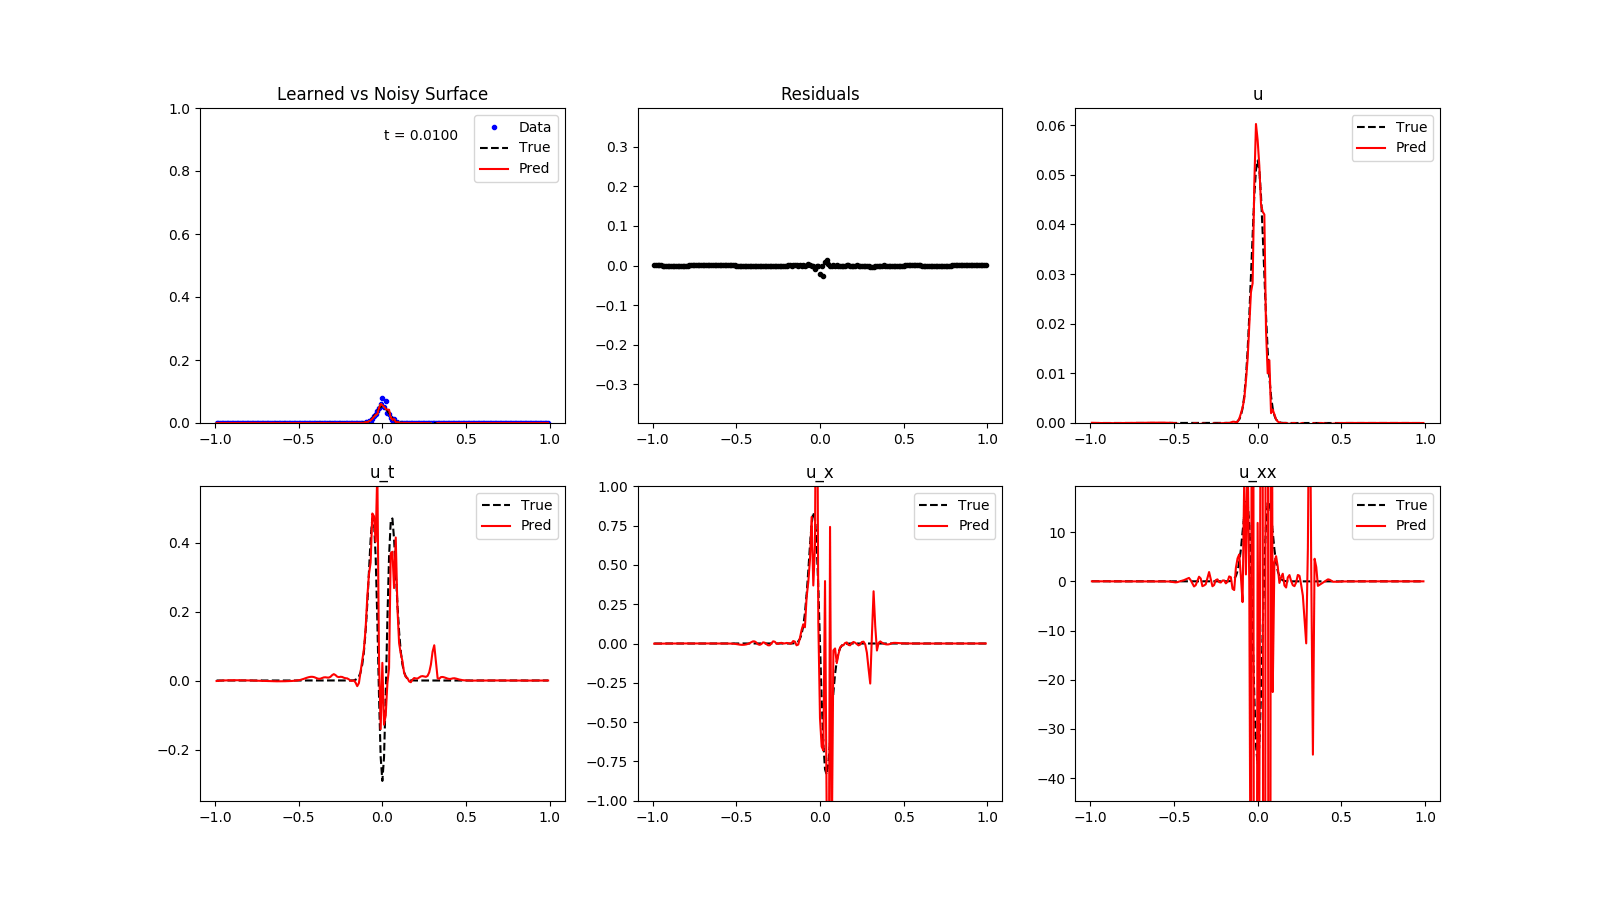 Learned vs Noisy Surface
t = 0.0100
Data
True
Pred
1.0
0.8
0.6
0.4
0.2
0.0
−1.0 −0.5 0.0 0.5 1.0
Residuals
0.3
0.2
0.1
0.0
−0.1
−0.2
−0.3
−1.0 −0.5 0.0 0.5 1.0
u
True
Pred
0.06
0.05
0.04
0.03
0.02
0.01
0.00
−1.0 −0.5 0.0 0.5 1.0
u_t
True
Pred
0.4
0.2
0.0
−0.2
−1.0 −0.5 0.0 0.5 1.0
u_x
True
Pred
1.00
0.75
0.50
0.25
0.00
−0.25
−0.50
−0.75
−1.00
−1.0 −0.5 0.0 0.5 1.0
u_xx
True
Pred
10
0
−10
−20
−30
−40
−1.0 −0.5 0.0 0.5 1.0